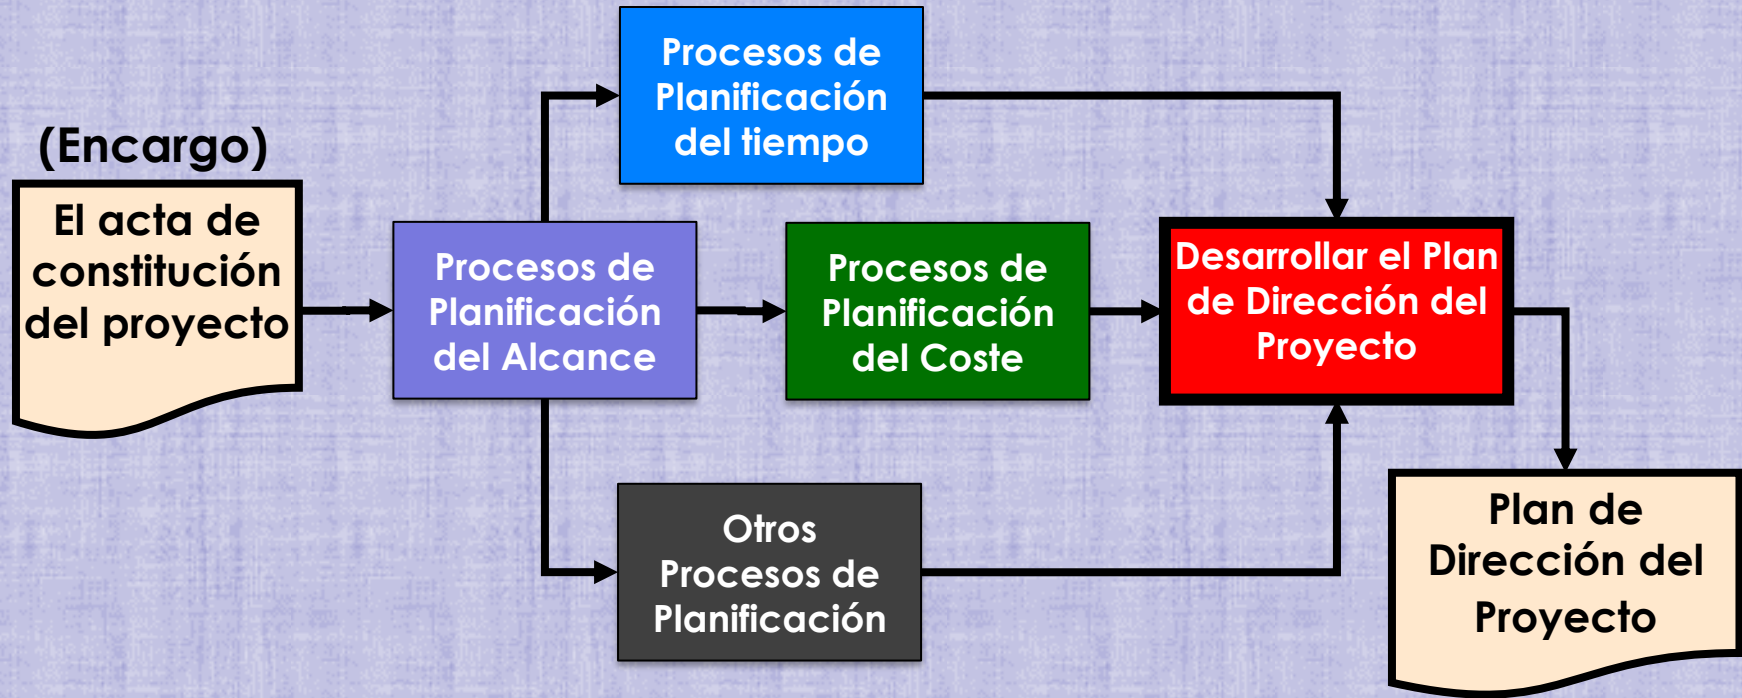 (Encargo)
El acta de
constitución
del proyecto
Procesos de
Planificación
del Alcance
Procesos de
Planificación
del tiempo
Procesos de
Planificación
del Coste
Otros
Procesos de
Planificación
Desarrollar el Plan
de Dirección del
Proyecto
Plan de
Dirección del
Proyecto